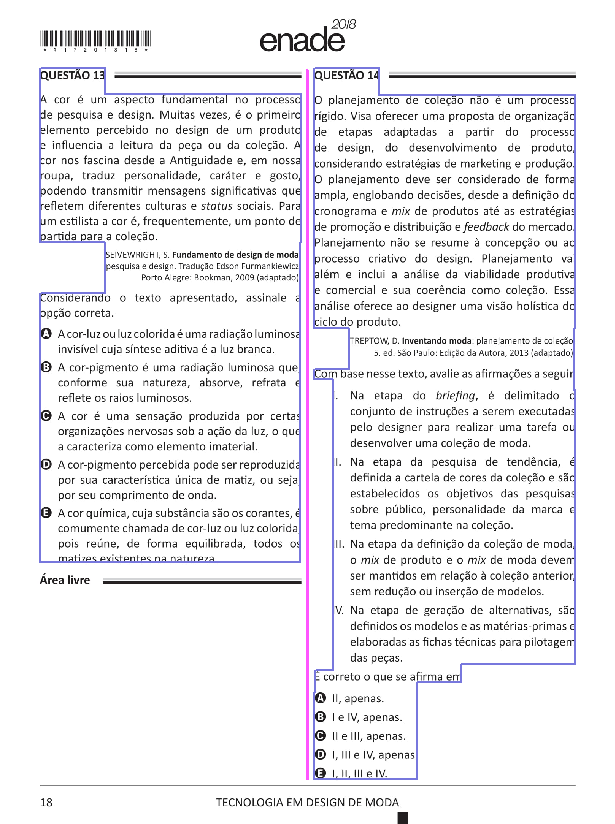 * R 1 7 2 0 1 8 1 8 *
enade 2018
QUESTÃO 13
A cor é um aspecto fundamental no processo
de pesquisa e design. Muitas vezes, é o primeiro
elemento percebido no design de um produto
e influencia a leitura da peça ou da coleção. A
cor nos fascina desde a Antiguidade e, em nossa
roupa, traduz personalidade, caráter e gosto,
podendo transmitir mensagens significativas que
refletem diferentes culturas e status sociais. Para
um estilista a cor é, frequentemente, um ponto de
partida para a coleção.
SEIVEWRIGHT, S. Fundamento de design de moda
pesquisa e design. Tradução Edson Furmankiewicz
Porto Alegre: Bookman, 2009 (adaptado)
Considerando o texto apresentado, assinale a
opção correta.
A A cor-luz ou luz colorida é uma radiação luminosa
invisível cuja síntese aditiva é a luz branca.
B A cor-pigmento é uma radiação luminosa que
conforme sua natureza, absorve, refrata e
reflete os raios luminosos.
C A cor é uma sensação produzida por certas
organizações nervosas sob a ação da luz, o que
a caracteriza como elemento imaterial.
D A cor-pigmento percebida pode ser reproduzida
por sua característica única de matiz, ou seja
por seu comprimento de onda.
E A cor química, cuja substância são os corantes, é
comumente chamada de cor-luz ou luz colorida
pois reúne, de forma equilibrada, todos os
matizes existentes na natureza
Área livre
QUESTÃO 14
O planejamento de coleção não é um processo
rígido. Visa oferecer uma proposta de organização
de etapas adaptadas a partir do processo
de design, do desenvolvimento de produto,
considerando estratégias de marketing e produção.
O planejamento deve ser considerado de forma
ampla, englobando decisões, desde a definição do
cronograma e mix de produtos até as estratégias
de promoção e distribuição e feedback do mercado.
Planejamento não se resume à concepção ou ao
processo criativo do design. Planejamento vai
além e inclui a análise da viabilidade produtiva
e comercial e sua coerência como coleção. Essa
análise oferece ao designer uma visão holística do
ciclo do produto.
TREPTOW, D. Inventando moda: planejamento de coleção
5. ed. São Paulo: Edição da Autora, 2013 (adaptado)
Com base nesse texto, avalie as afirmações a seguir
I. Na etapa do briefing, é delimitado o
conjunto de instruções a serem executadas
pelo designer para realizar uma tarefa ou
desenvolver uma coleção de moda.
II. Na etapa da pesquisa de tendência, é
definida a cartela de cores da coleção e são
estabelecidos os objetivos das pesquisas
sobre público, personalidade da marca e
tema predominante na coleção.
III. Na etapa da definição da coleção de moda,
o mix de produto e o mix de moda devem
ser mantidos em relação à coleção anterior,
sem redução ou inserção de modelos.
IV. Na etapa de geração de alternativas, são
definidos os modelos e as matérias-primas e
elaboradas as fichas técnicas para pilotagem
das peças.
É correto o que se afirma em
A II, apenas.
B I e IV, apenas.
C II e III, apenas.
D I, III e IV, apenas
E I, II, III e IV.
18
TECNOLOGIA EM DESIGN DE MODA